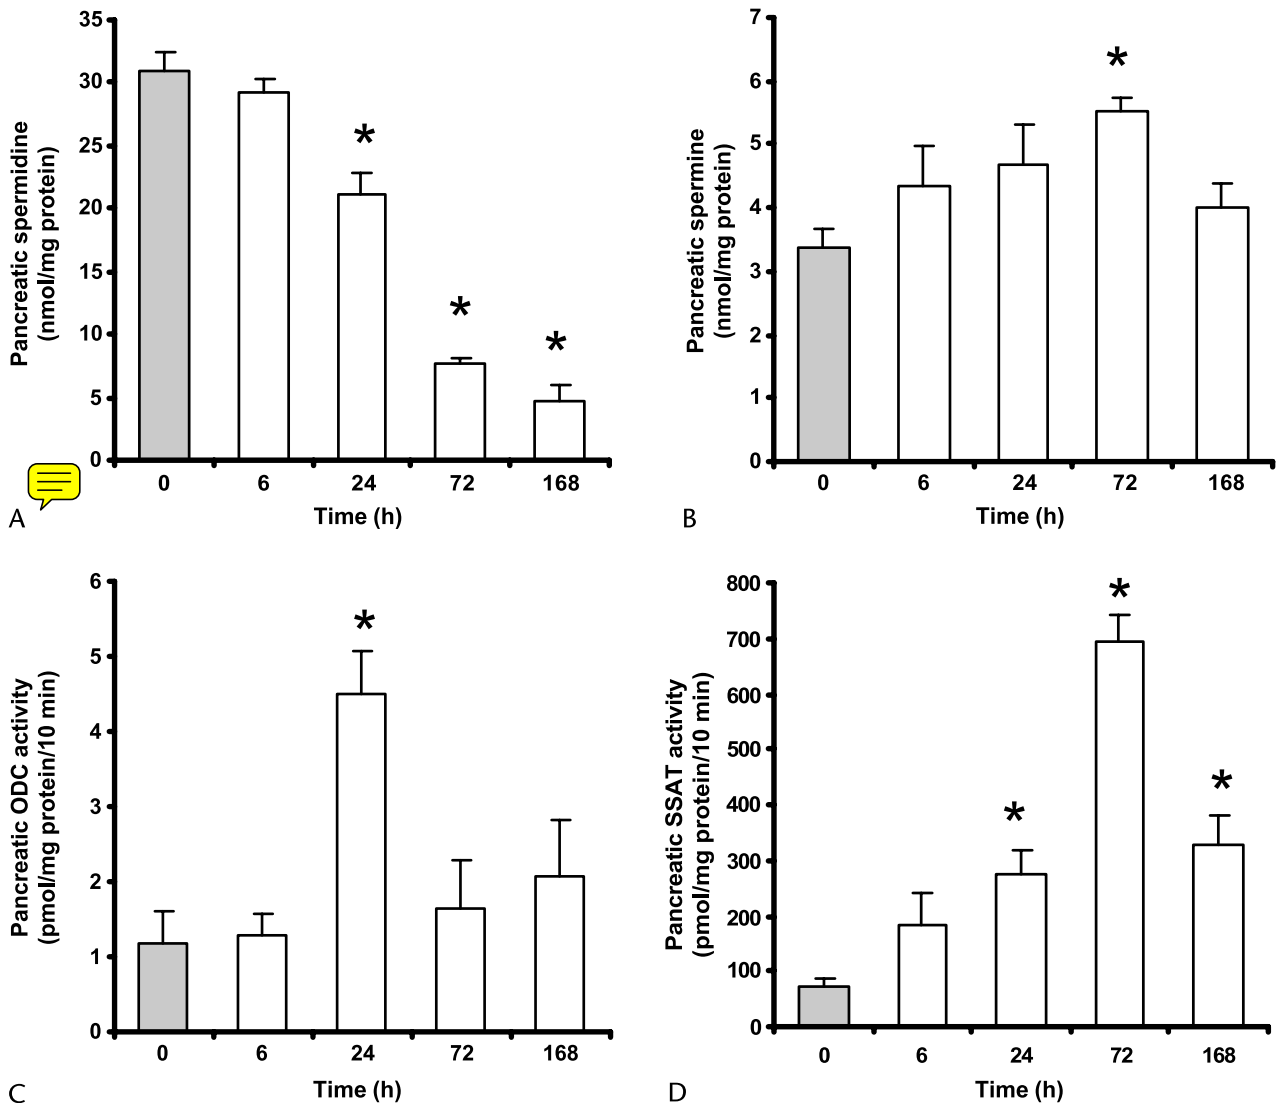 35
30
25
20
15
10
5
0
Pancreatic spermidine
(nmol/mg protein)
*
*
*
0 6 24 72 168
Time (h)
A
7
6
5
4
3
2
1
0
Pancreatic spermine
(nmol/mg protein)
*
0 6 24 72 168
Time (h)
B
6
5
4
3
2
1
0
Pancreatic ODC activity
(pmol/mg protein/10 min)
*
0 6 24 72 168
Time (h)
C
800
700
600
500
400
300
200
100
0
Pancreatic SSAT activity
(pmol/mg protein/10 min)
*
*
*
0 6 24 72 168
Time (h)
D